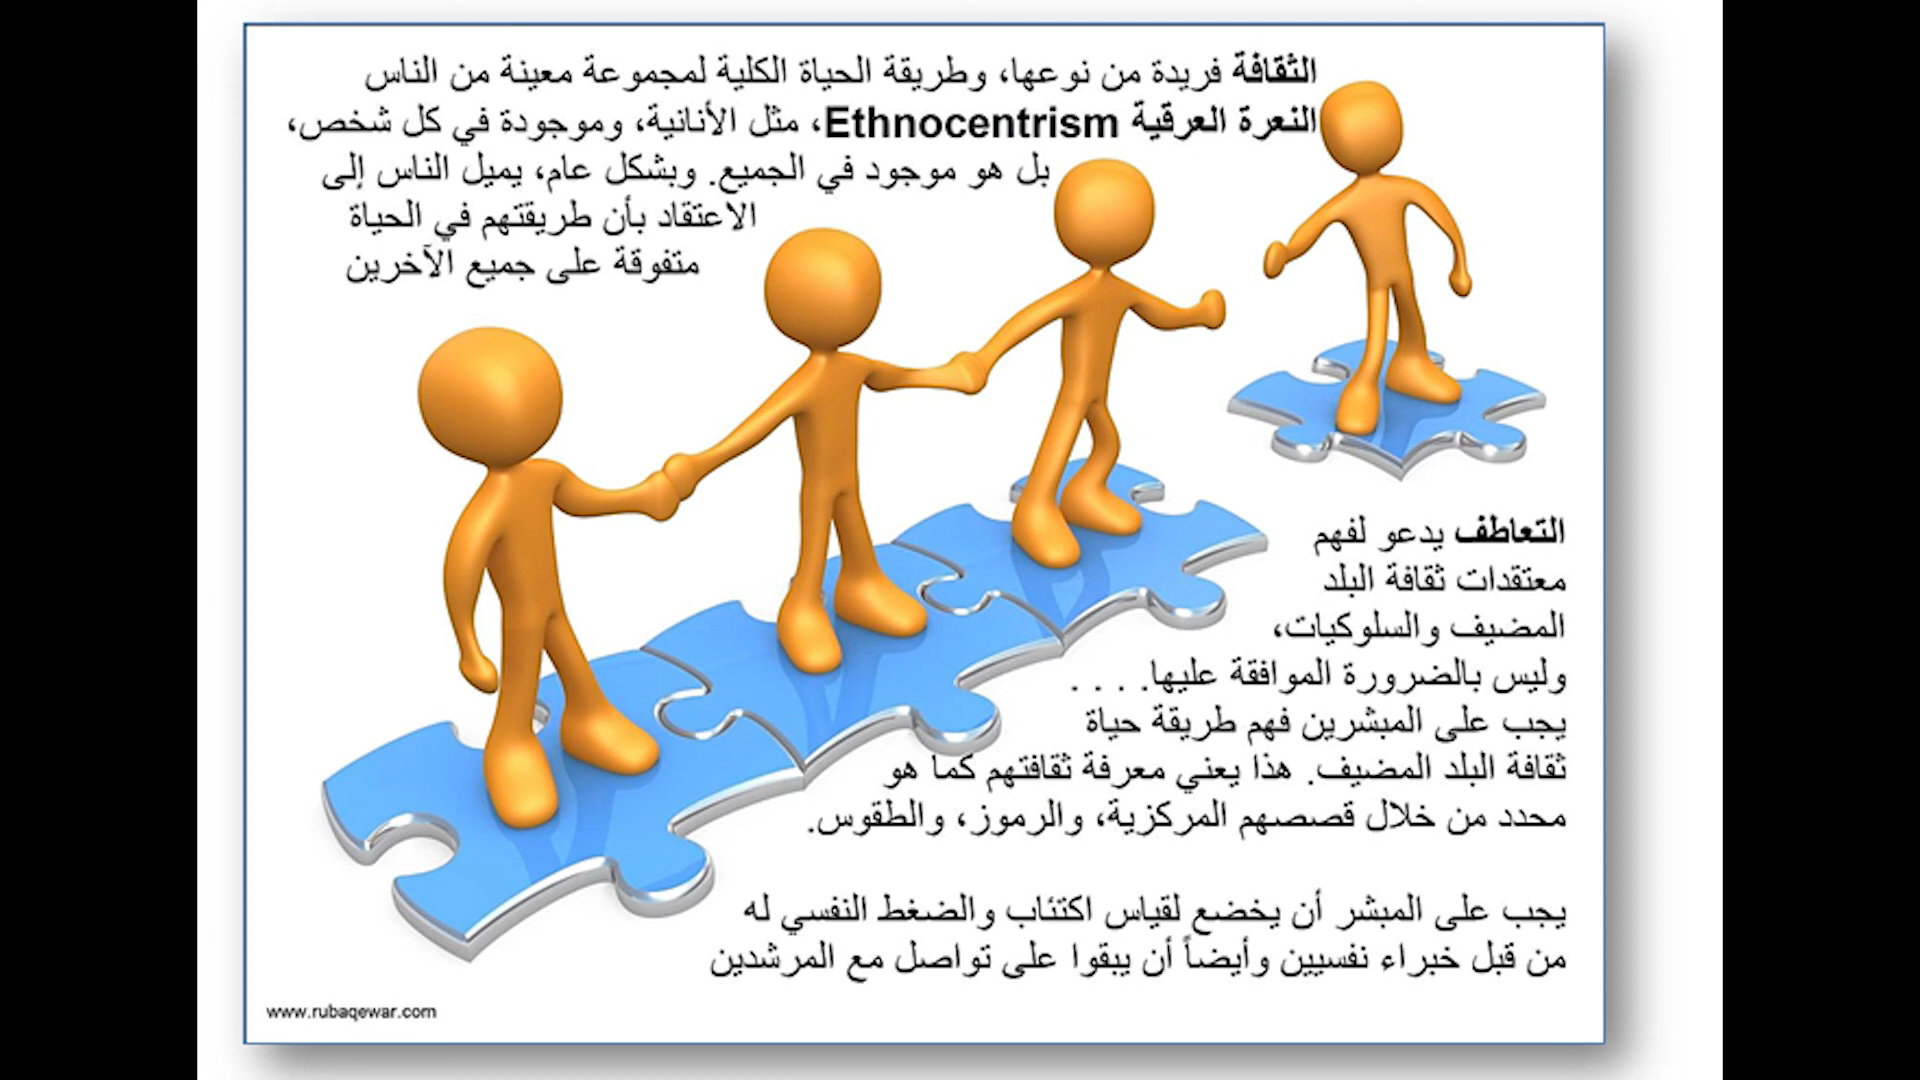 الثقافة فريدة من نوعها، وطريقة الحياة الكلية لمجموعة معينة من الناس
النعرة العرقية Ethnocentrism، مثل الأنانية، وموجودة في كل شخص،
بل هو موجود في الجميع. وبشكل عام، يميل الناس إلى
الاعتقاد بأن طريقتهم في الحياة
متفوقة على جميع الآخرين
التعاطف يدعو لفهم
معتقدات ثقافة البلد
المضيف والسلوكيات،
وليس بالضرورة الموافقة عليها. . . .
يجب على المبشرين فهم طريقة حياة
ثقافة البلد المضيف. هذا يعني معرفة ثقافتهم كما هو
محدد من خلال قصصهم المركزية، والرموز، والطقوس.
يجب على المبشر أن يخضع لقياس اكتئاب والضغط النفسي له
من قبل خبراء نفسيين وأيضاً أن يبقوا على تواصل مع المرشدين
www.rubaqewar.com